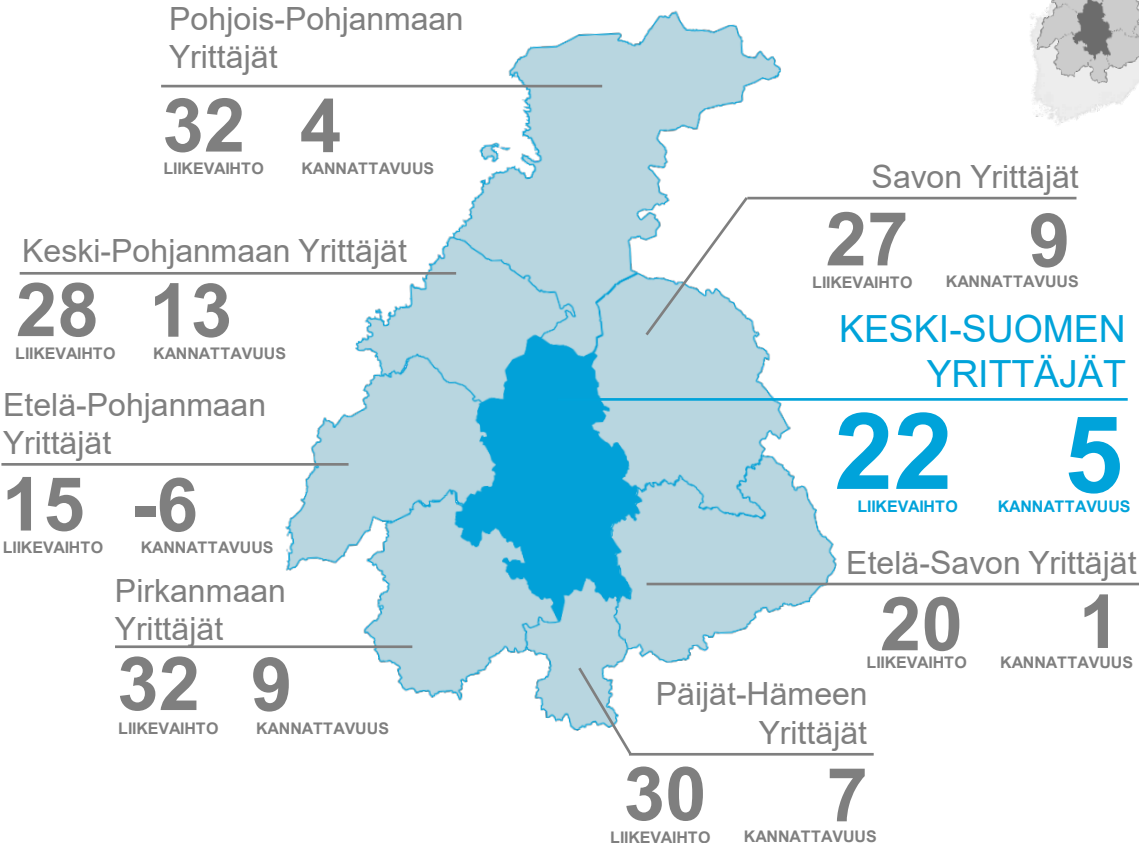 Pohjois-Pohjanmaan
Yrittäjät
32 4
LIIKEVAIHTO KANNATTAVUUS
Savon Yrittäjät
27 9
LIIKEVAIHTO KANNATTAVUUS
Keski-Pohjanmaan Yrittäjät
28 13
LIIKEVAIHTO KANNATTAVUUS
KESKI-SUOMEN
YRITTÄJÄT
22 5
LIIKEVAIHTO KANNATTAVUUS
Etelä-Pohjanmaan
Yrittäjät
15 -6
LIIKEVAIHTO KANNATTAVUUS
Etelä-Savon Yrittäjät
20 1
LIIKEVAIHTO KANNATTAVUUS
Pirkanmaan
Yrittäjät
32 9
LIIKEVAIHTO KANNATTAVUUS
Päijät-Hämeen
Yrittäjät
30 7
LIIKEVAIHTO KANNATTAVUUS